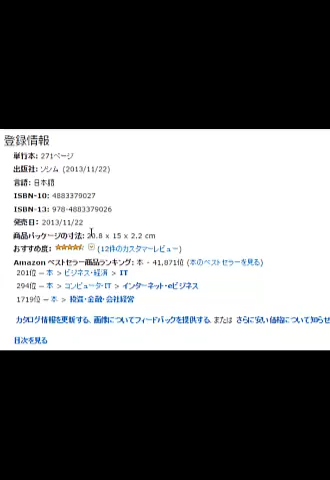 登録情報
単行本: 271ページ
出版社: ソシム (2013/11/22)
言語: 日本語
ISBN-10: 4883379027
ISBN-13: 978-4883379026
発売日: 2013/11/22
商品パッケージの寸法: 20.8 x 15 x 2.2 cm
おすすめ度: (12件のカスタマーレビュー)
Amazon ベストセラー商品ランキング: 本 - 41,871位 (本のベストセラーを見る)
201位 ─ 本 > ビジネス・経済 > IT
294位 ─ 本 > コンピュータ・IT > インターネット・eビジネス
1719位 ─ 本 > 投資・金融・会社経営
カタログ情報を更新する、画像についてフィードバックを提供する、または さらに安い価格について知らせ
目次を見る